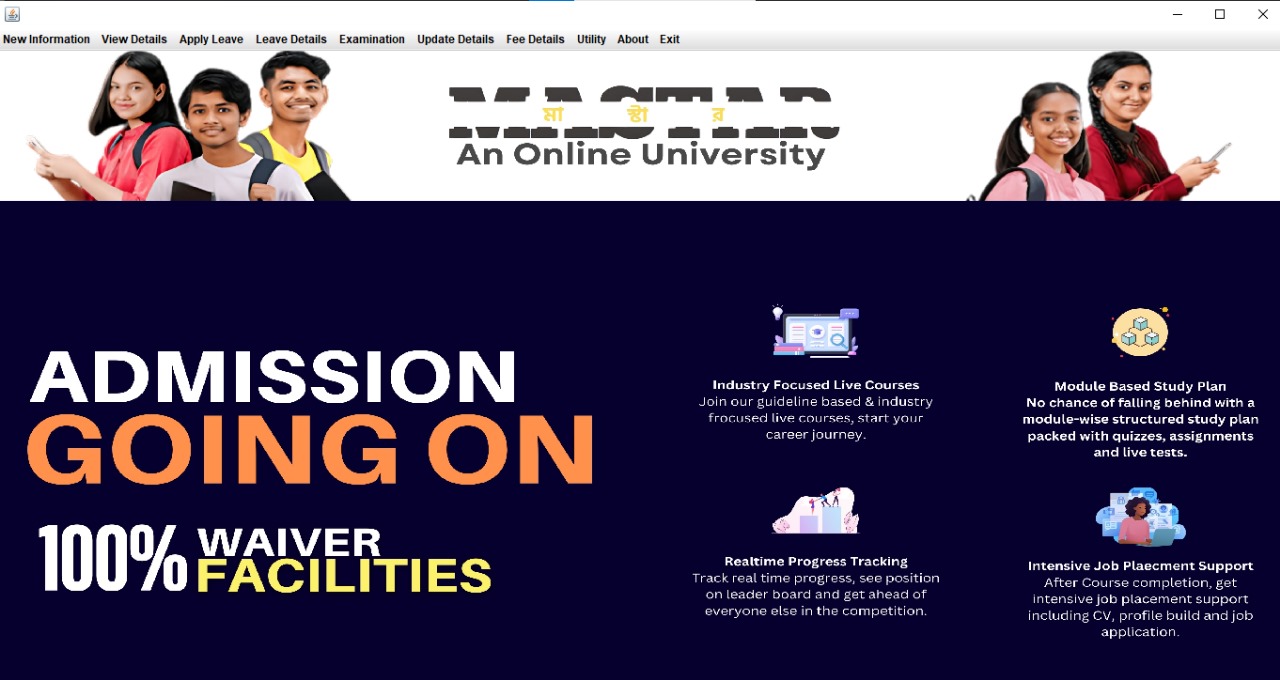 New Information View Details Apply Leave Leave Details Examination Update Details Fee Details Utility About Exit
MASTAR
মা স্টা র
An Online University
ADMISSION
GOING ON
100% WAIVER
FACILITIES
Industry Focused Live Courses
Join our guideline based & industry
frocused live courses, start your
career journey.
Module Based Study Plan
No chance of falling behind with a
module-wise structured study plan
packed with quizzes, assignments
and live tests.
Realtime Progress Tracking
Track real time progress, see position
on leader board and get ahead of
everyone else in the competition.
Intensive Job Plaecment Support
After Course completion, get
intensive job placement support
including CV, profile build and job
application.